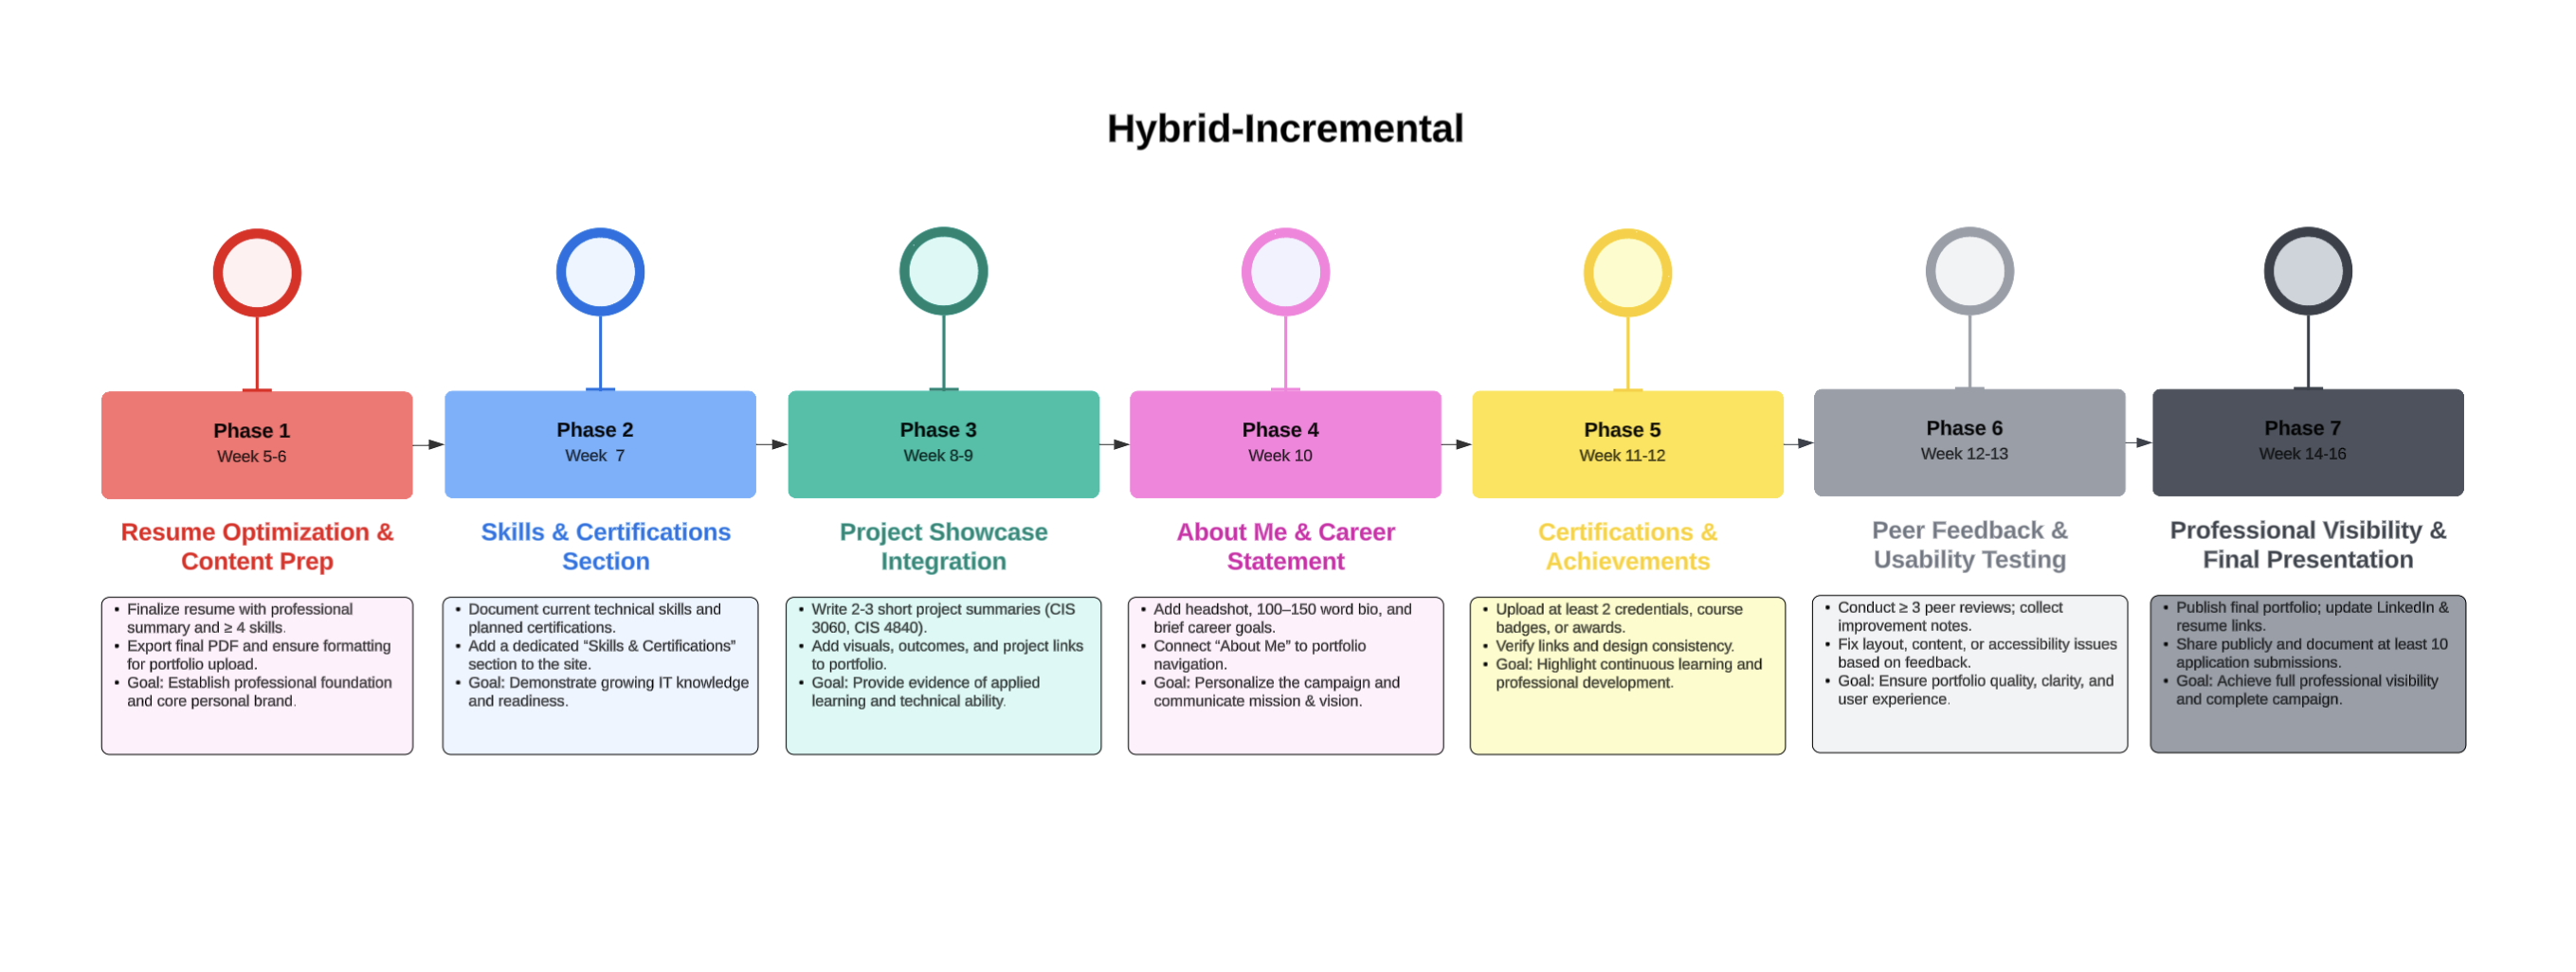 Hybrid-Incremental
Phase 1
Week 5-6
Resume Optimization &
Content Prep
• Finalize resume with professional
summary and ≥ 4 skills.
• Export final PDF and ensure formatting
for portfolio upload.
• Goal: Establish professional foundation
and core personal brand.
Phase 2
Week  7
Skills & Certifications
Section
• Document current technical skills and
planned certifications.
• Add a dedicated “Skills & Certifications”
section to the site.
• Goal: Demonstrate growing IT knowledge
and readiness.
Phase 3
Week 8-9
Project Showcase
Integration
• Write 2-3 short project summaries (CIS
3060, CIS 4840).
• Add visuals, outcomes, and project links
to portfolio.
• Goal: Provide evidence of applied
learning and technical ability.
Phase 4
Week 10
About Me & Career
Statement
• Add headshot, 100–150 word bio, and
brief career goals.
• Connect “About Me” to portfolio
navigation.
• Goal: Personalize the campaign and
communicate mission & vision.
Phase 5
Week 11-12
Certifications &
Achievements
• Upload at least 2 credentials, course
badges, or awards.
• Verify links and design consistency.
• Goal: Highlight continuous learning and
professional development.
Phase 6
Week 12-13
Peer Feedback &
Usability Testing
• Conduct ≥ 3 peer reviews; collect
improvement notes.
• Fix layout, content, or accessibility issues
based on feedback.
• Goal: Ensure portfolio quality, clarity, and
user experience.
Phase 7
Week 14-16
Professional Visibility &
Final Presentation
• Publish final portfolio; update LinkedIn &
resume links.
• Share publicly and document at least 10
application submissions.
• Goal: Achieve full professional visibility
and complete campaign.